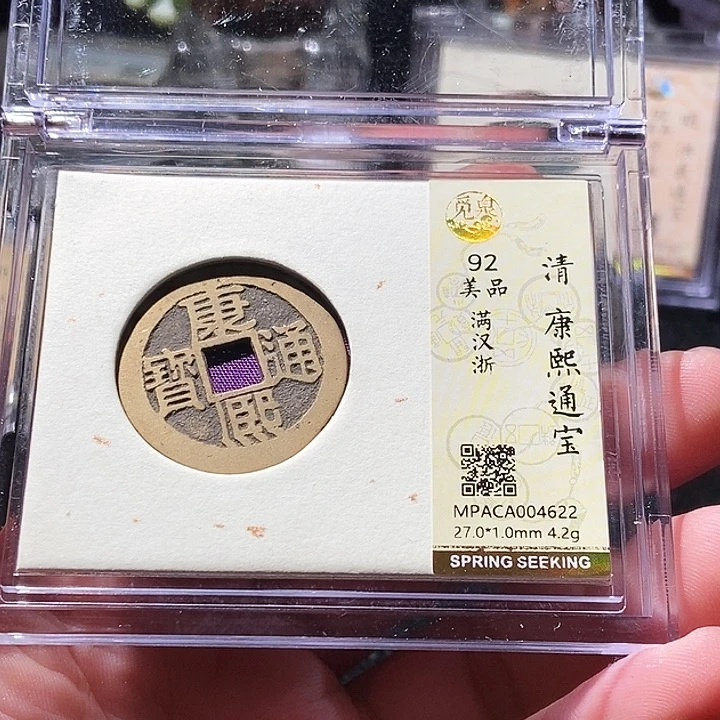 康熙通寶
觅泉
92
美品
满汉浙
清 康熙通宝
MPACA004622
27.0*1.0mm 4.2g
SPRING SEEKING